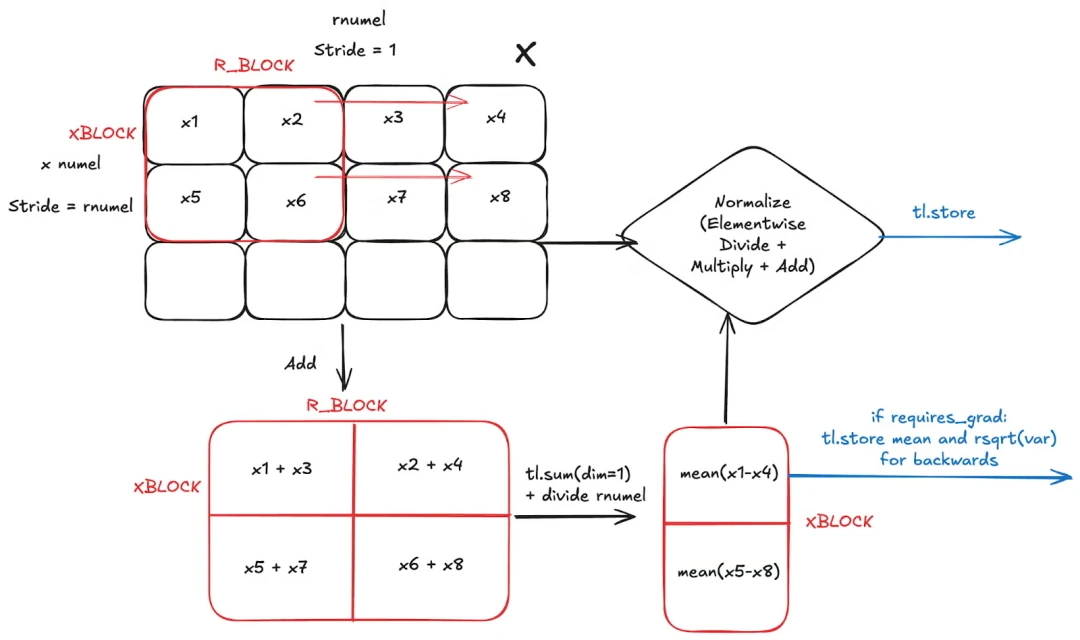 rnumel
Stride = 1
X
R_BLOCK
xBLOCK
x numel
Stride = rnumel
x1
x2
x3
x4
x5
x6
x7
x8
Normalize
(Elementwise
Divide +
Multiply + Add)
tl.store
Add
R_BLOCK
xBLOCK
x1 + x3
x2 + x4
x5 + x7
x6 + x8
tl.sum(dim=1)
+ divide rnumel
mean(x1-x4)
mean(x5-x8)
xBLOCK
if requires_grad:
tl.store mean and rsqrt(var)
for backwards